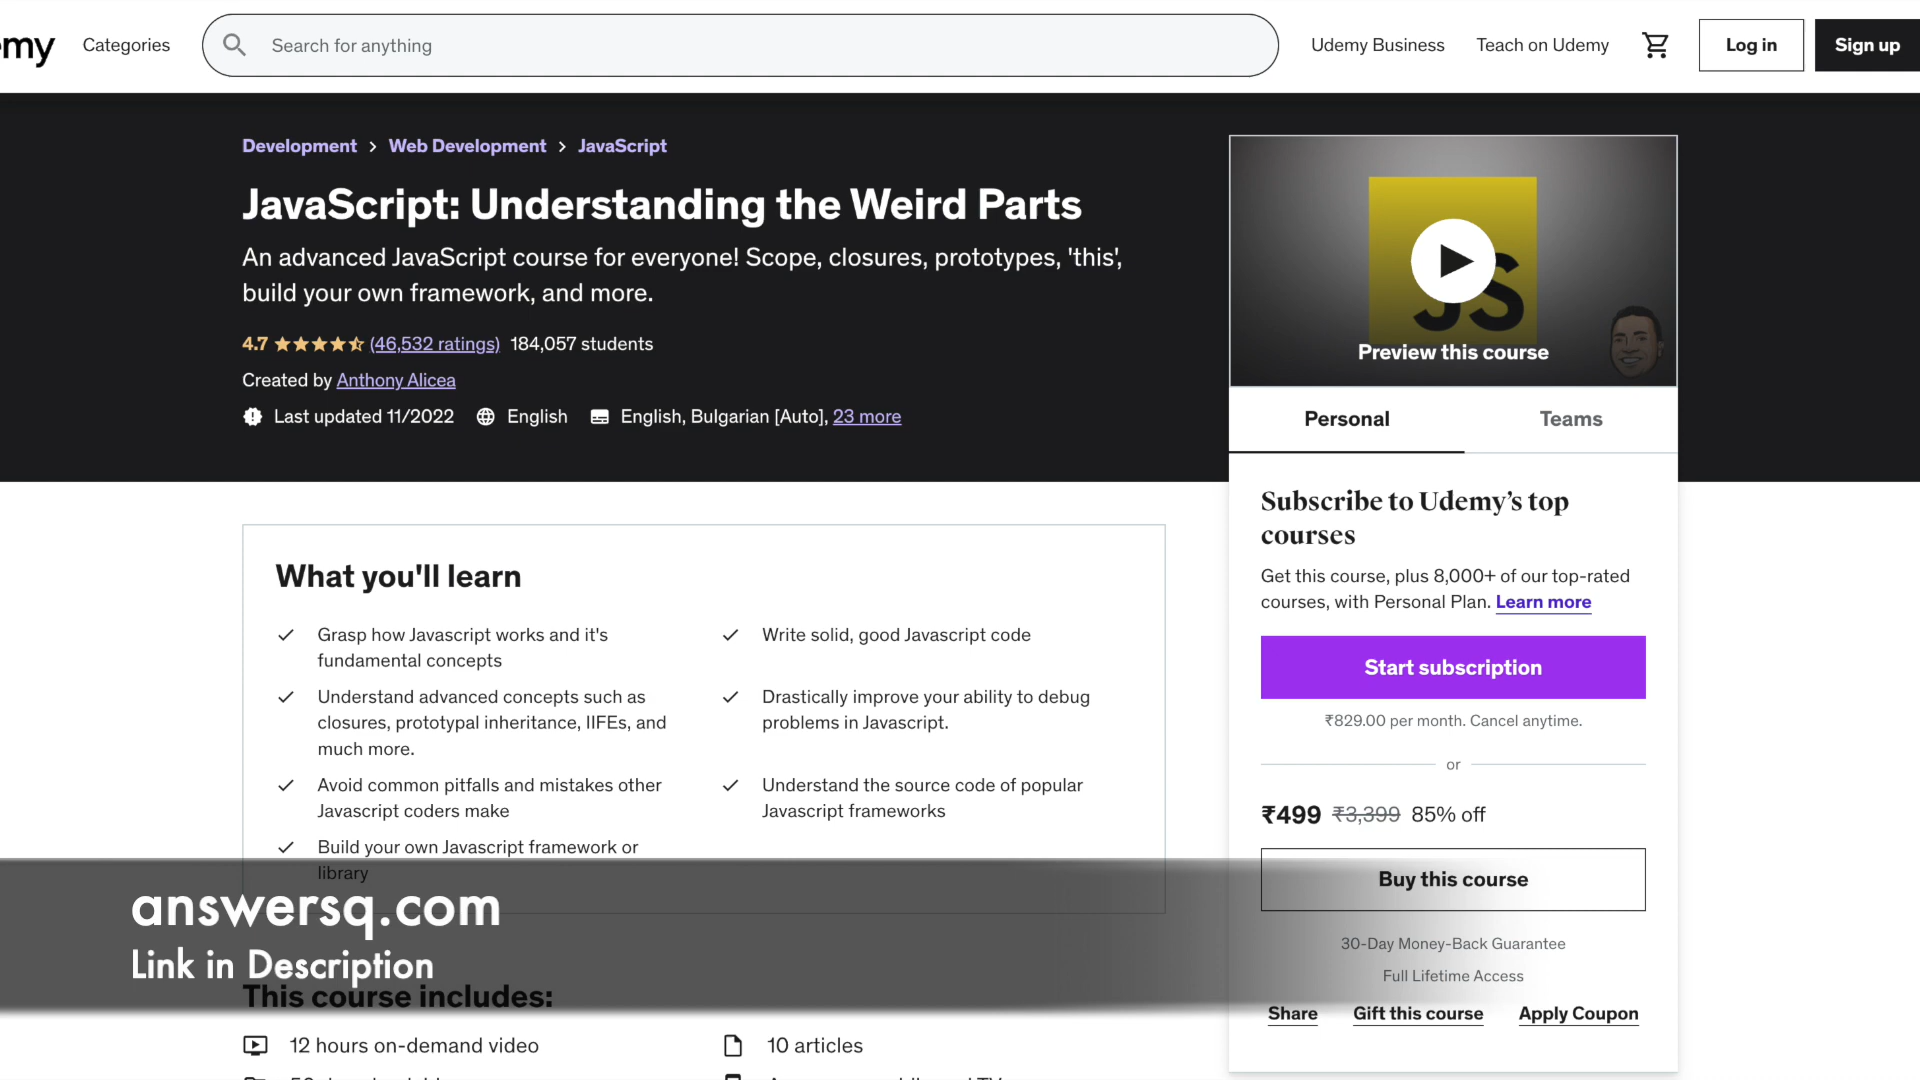 my
Categories
Search for anything
Udemy Business
Teach on Udemy
Log in
Sign up
Development > Web Development > JavaScript
JavaScript: Understanding the Weird Parts
An advanced JavaScript course for everyone! Scope, closures, prototypes, 'this',
build your own framework, and more.
4.7 (46,532 ratings) 184,057 students
Created by Anthony Alicea
Last updated 11/2022 English English, Bulgarian [Auto], 23 more
JS
Preview this course
Personal
Teams
Subscribe to Udemy’s top
courses
Get this course, plus 8,000+ of our top-rated
courses, with Personal Plan. Learn more
Start subscription
₹829.00 per month. Cancel anytime.
or
₹499 ₹3,399 85% off
Buy this course
30-Day Money-Back Guarantee
Full Lifetime Access
Share
Gift this course
Apply Coupon
What you'll learn
Grasp how Javascript works and it's
fundamental concepts
Write solid, good Javascript code
Understand advanced concepts such as
closures, prototypal inheritance, IIFEs, and
much more.
Drastically improve your ability to debug
problems in Javascript.
Avoid common pitfalls and mistakes other
Javascript coders make
Understand the source code of popular
Javascript frameworks
Build your own Javascript framework or
library
answersq.com
Link in Description
This course includes:
12 hours on-demand video
10 articles